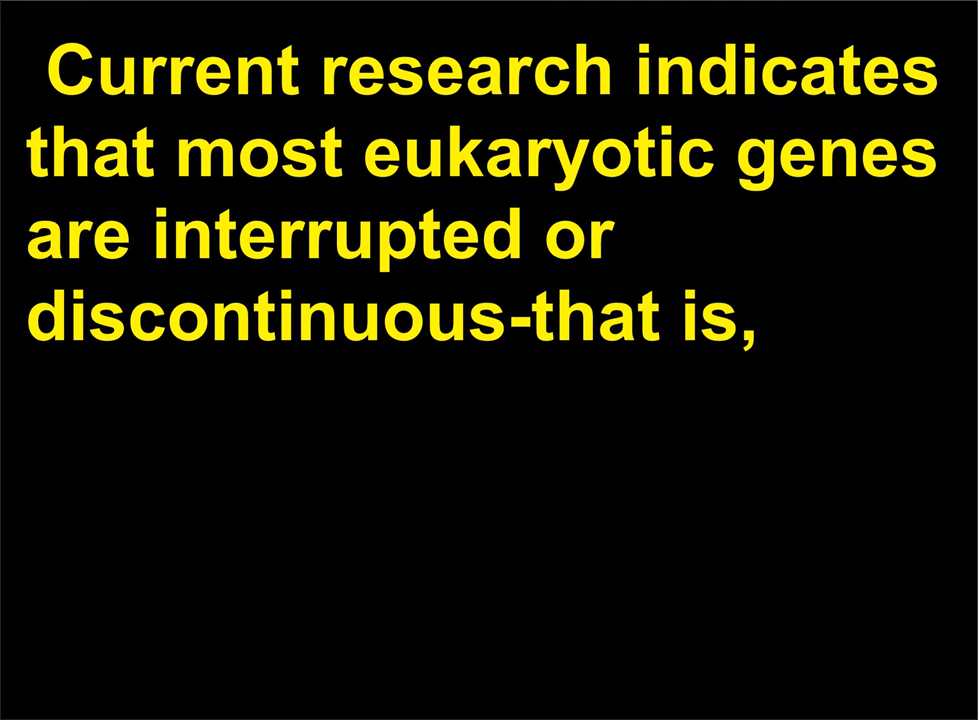 Current research indicates
that most eukaryotic genes
are interrupted or
discontinuous-that is,